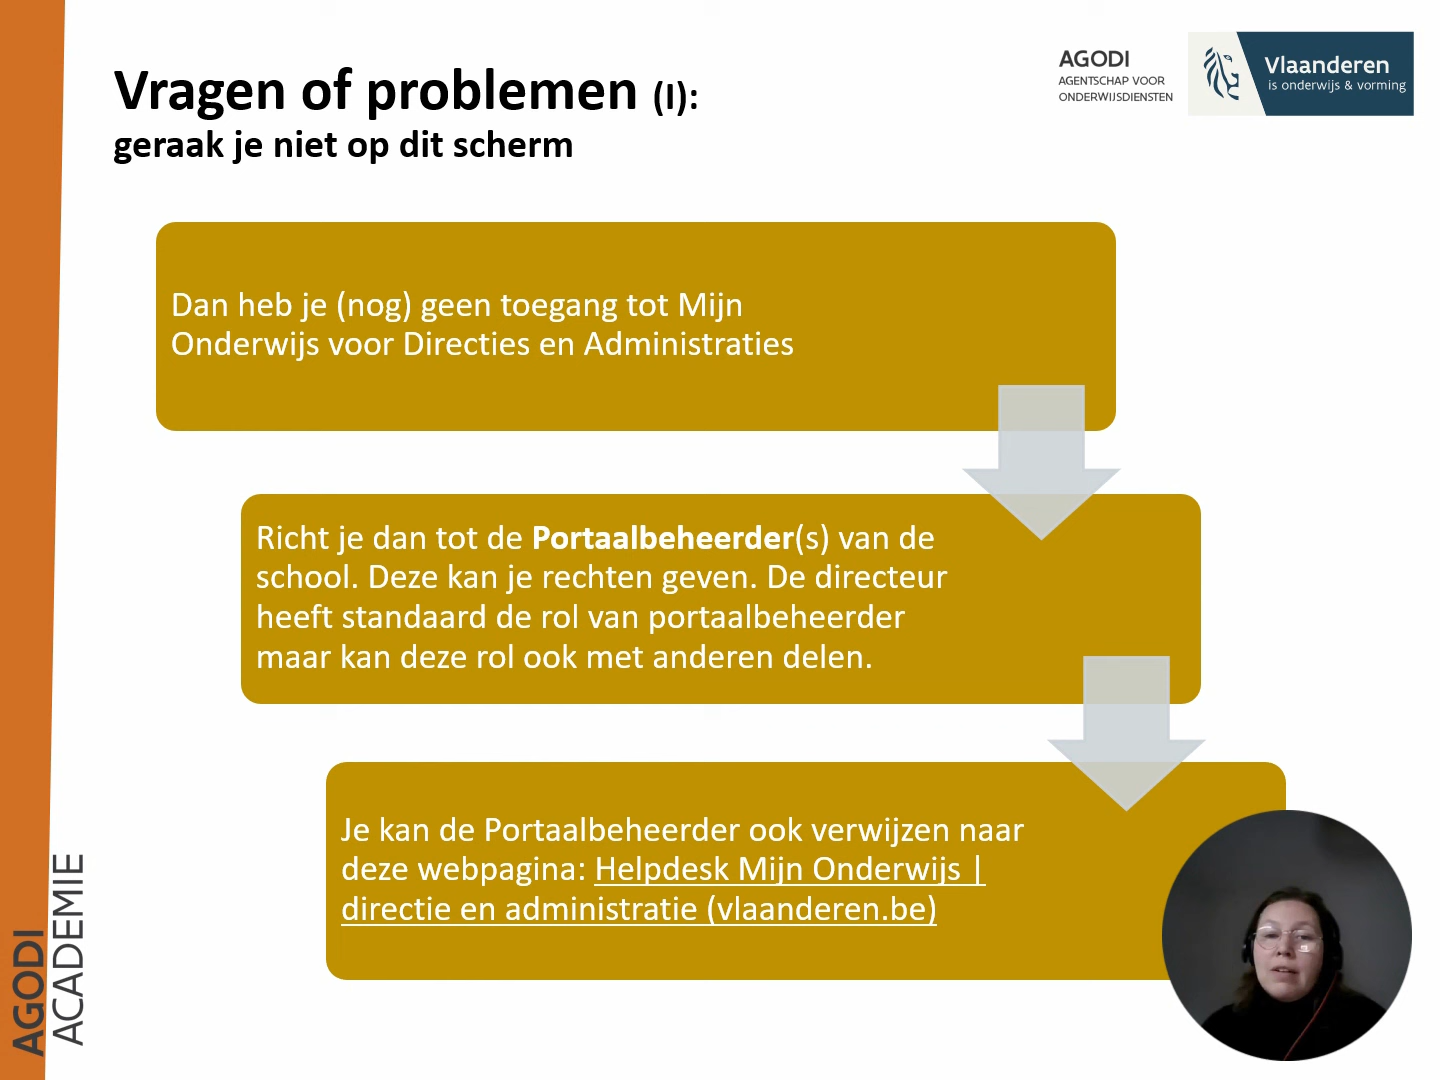 Vragen of problemen (I):
geraak je niet op dit scherm
AGODI
AGENTSCHAP VOOR
ONDERWIJSDIENSTEN
Vlaanderen
is onderwijs & vorming
Dan heb je (nog) geen toegang tot Mijn
Onderwijs voor Directies en Administraties
Richt je dan tot de Portaalbeheerder(s) van de
school. Deze kan je rechten geven. De directeur
heeft standaard de rol van portaalbeheerder
maar kan deze rol ook met anderen delen.
Je kan de Portaalbeheerder ook verwijzen naar
deze webpagina: Helpdesk Mijn Onderwijs |
directie en administratie (vlaanderen.be)
AGODI
ACADEMIE